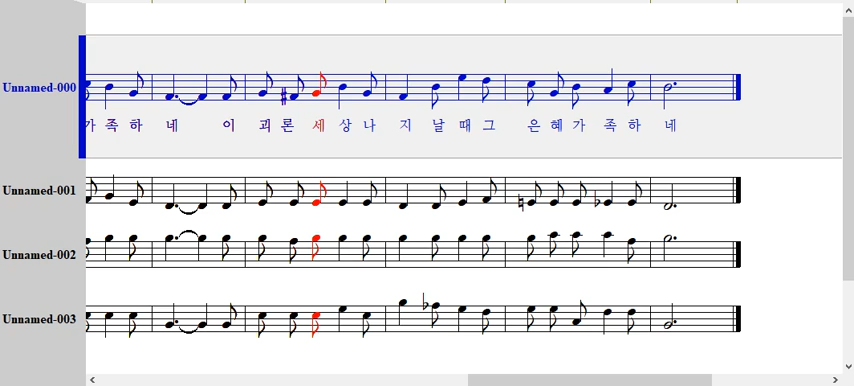 Unnamed-000
가 족 하 네 이 괴 론 세 상 나 지 날 때 그 은 혜 가 족 하 네
Unnamed-001
Unnamed-002
Unnamed-003